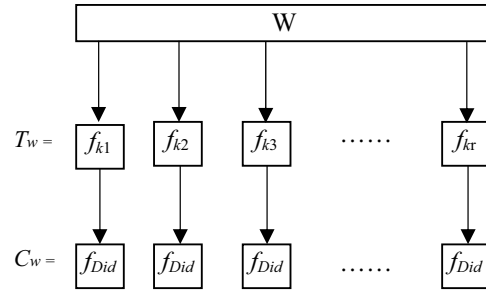 W
Tw = fk1 fk2 fk3 ...... fkr
Cw = fDid fDid fDid ...... fDid